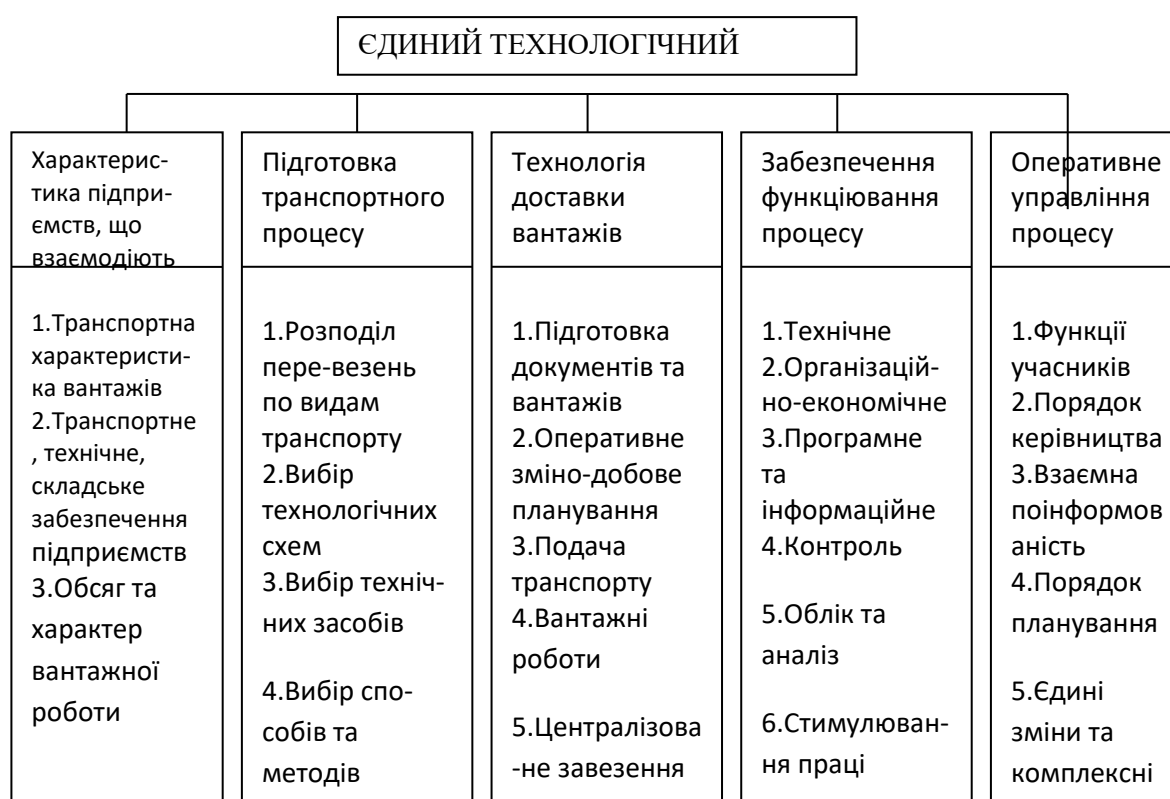 ЄДИНИЙ ТЕХНОЛОГІЧНИЙ
Характерис-
тика підпри-
ємств, що
взаємодіють
Підготовка
транспортного
процесу
Технологія
доставки
вантажів
Забезпечення
функціювання
процесу
Оперативне
управління
процесу
1.Транспортна
характеристи-
ка вантажів
2.Транспортне
, технічне,
складське
забезпечення
підприємств
3.Обсяг та
характер
вантажної
роботи
1.Розподіл
пере-везень
по видам
транспорту
2.Вибір
технологічних
схем
3.Вибір техніч-
них засобів
4.Вибір спо-
собів та
методів
1.Підготовка
документів та
вантажів
2.Оперативне
зміно-добове
планування
3.Подача
транспорту
4.Вантажні
роботи
5.Централізова
-не завезення
1.Технічне
2.Організацій-
но-економічне
3.Програмне
та
інформаційне
4.Контроль
5.Облік та
аналіз
6.Стимулюван-
ня праці
1.Функції
учасників
2.Порядок
керівництва
3.Взаємна
поінформов
аність
4.Порядок
планування
5.Єдині
зміни та
комплексні